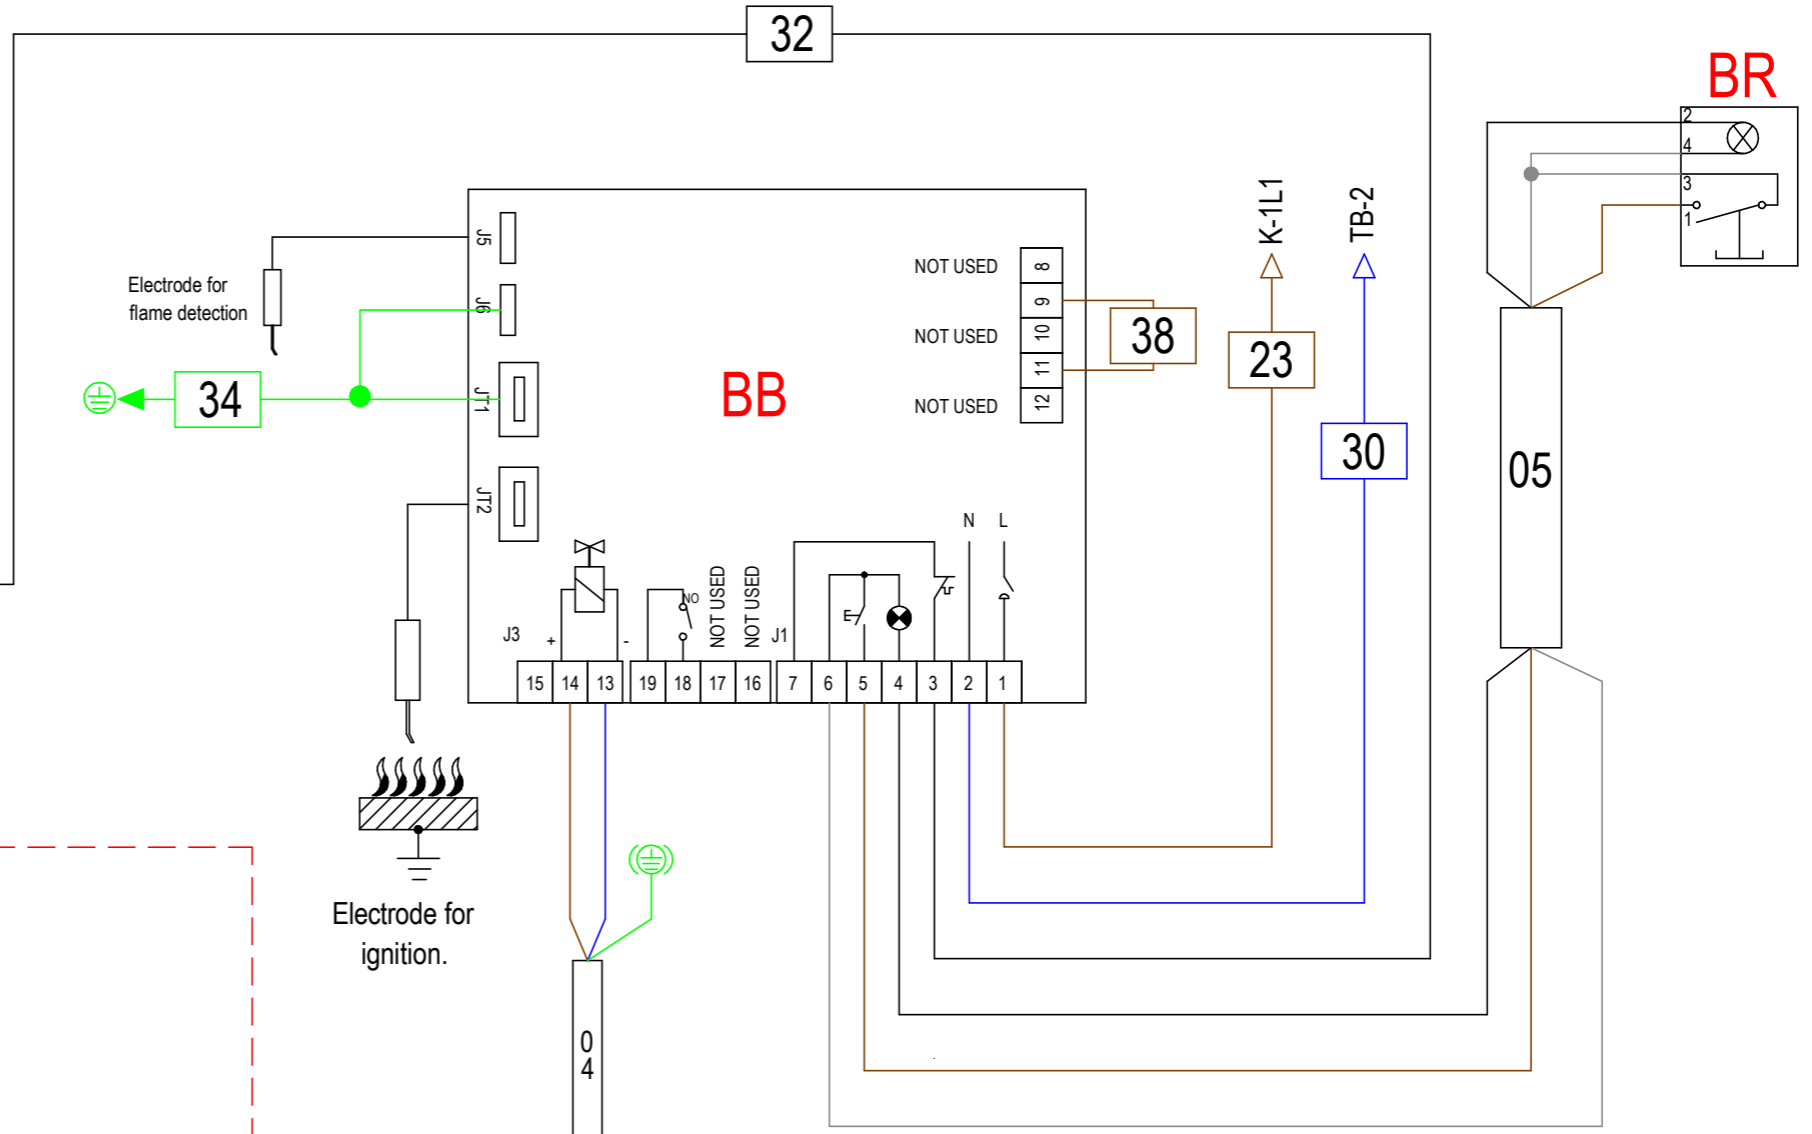 32
BR
2
4
3
1
K-1L1
TB-2
J5
Electrode for
flame detection
J6
NOT USED
8
9
NOT USED
10
38
23
11
NOT USED
12
34
JT1
BB
30
05
JT2
N
L
NO
NOT USED
NOT USED
J3
+
-
J1
E
15
14
13
19
18
17
16
7
6
5
4
3
2
1
Electrode for
ignition.
0
4